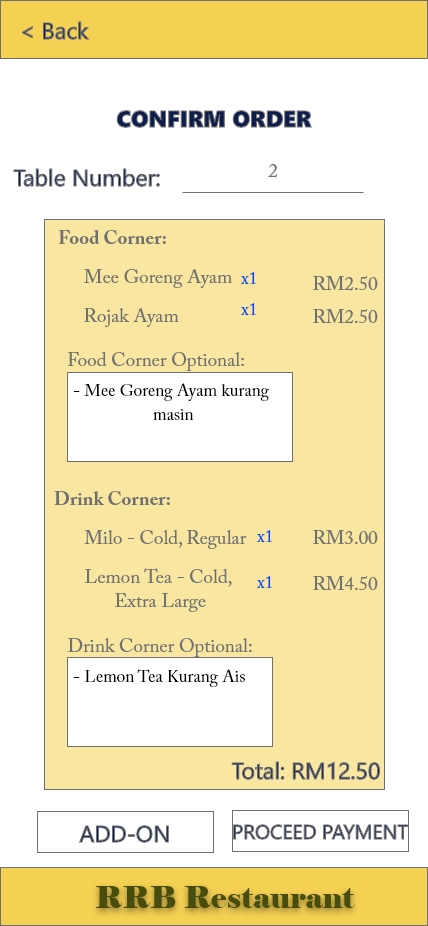 < Back
CONFIRM ORDER
Table Number: 2
Food Corner:
Mee Goreng Ayam x1 RM2.50
Rojak Ayam x1 RM2.50
Food Corner Optional:
- Mee Goreng Ayam kurang
masin
Drink Corner:
Milo - Cold, Regular x1 RM3.00
Lemon Tea - Cold, x1 RM4.50
Extra Large
Drink Corner Optional:
- Lemon Tea Kurang Ais
Total: RM12.50
ADD-ON PROCEED PAYMENT
RRB Restaurant